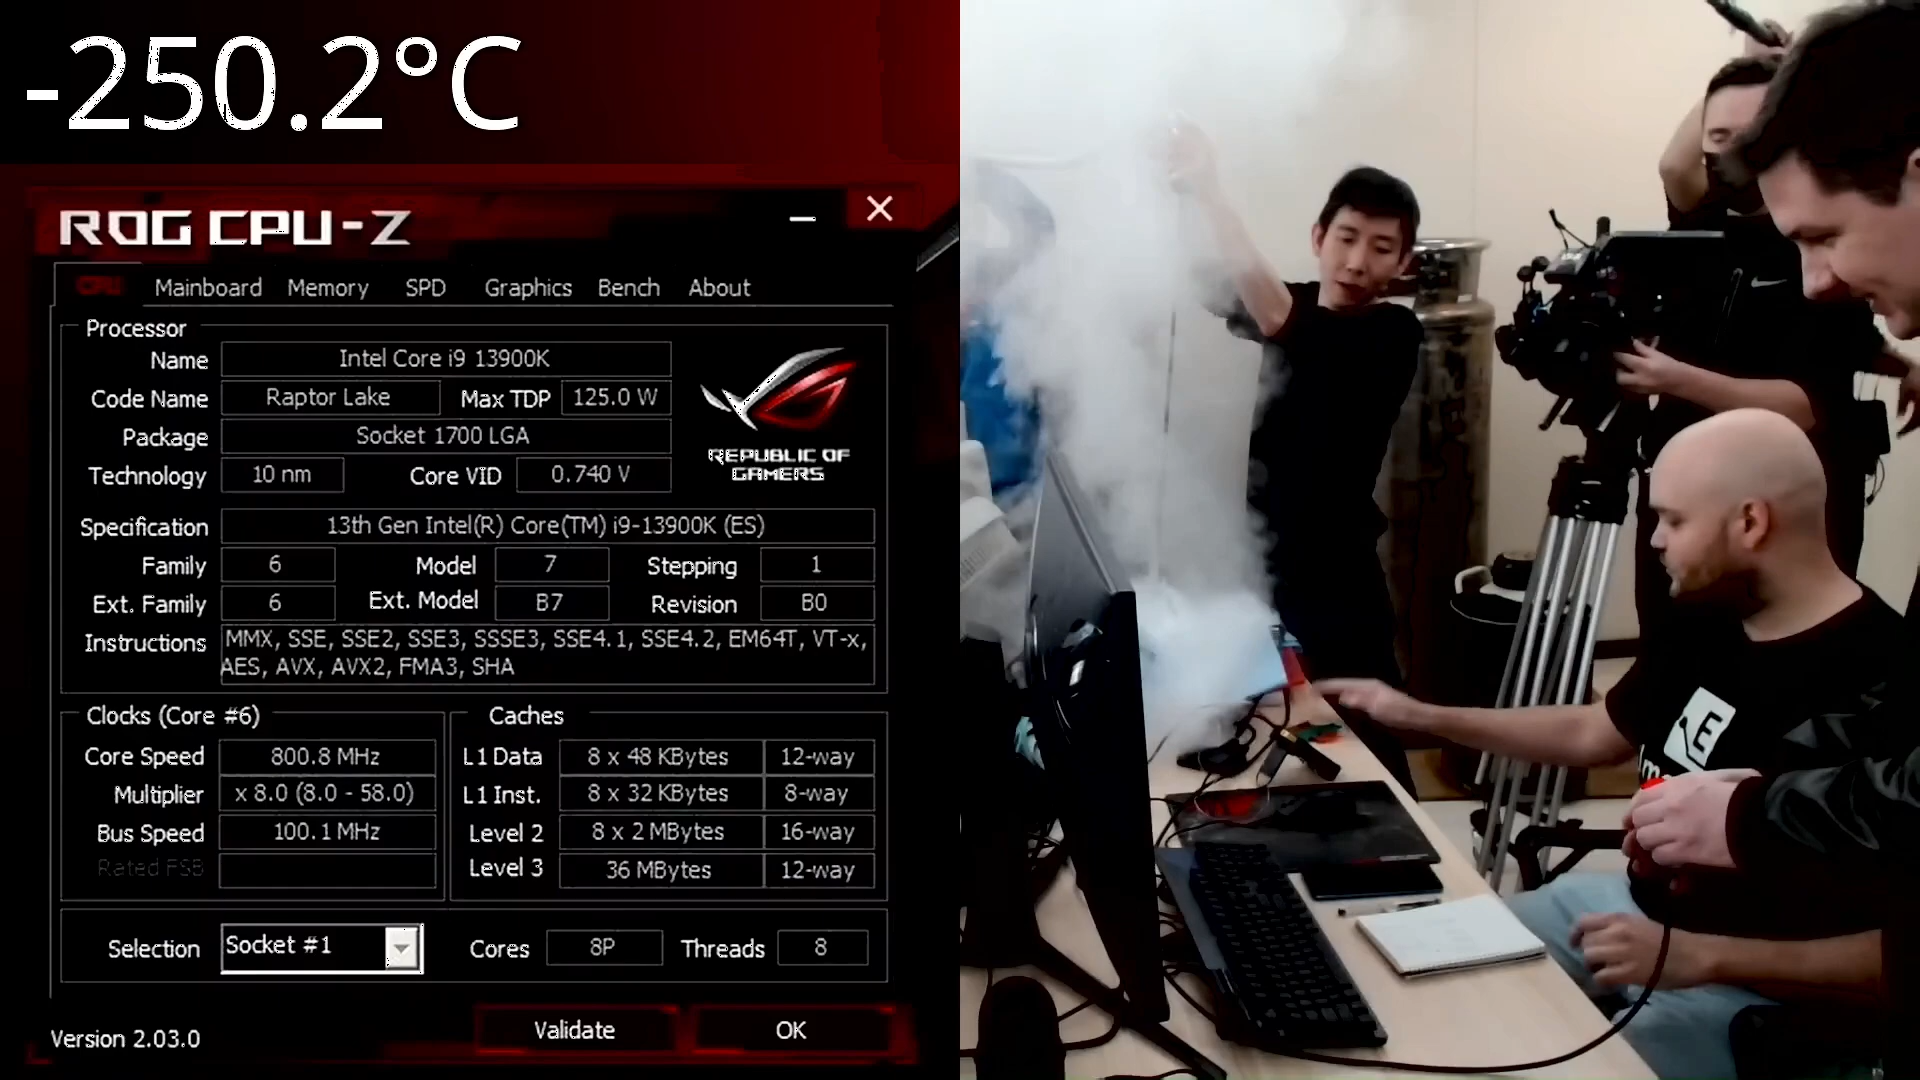 -250.2°C
ROG CPU-Z
CPU Mainboard Memory SPD Graphics Bench About
Processor
Name Intel Core i9 13900K
Code Name Raptor Lake Max TDP 125.0 W
Package Socket 1700 LGA
Technology 10 nm Core VID 0.740 V
REPUBLIC OF
GAMERS
Specification 13th Gen Intel(R) Core(TM) i9-13900K (ES)
Family 6 Model 7 Stepping 1
Ext. Family 6 Ext. Model B7 Revision B0
Instructions MMX, SSE, SSE2, SSE3, SSSE3, SSE4.1, SSE4.2, EM64T, VT-x,
AES, AVX, AVX2, FMA3, SHA
Clocks (Core #6) Caches
Core Speed 800.8 MHz L1 Data 8 x 48 KBytes 12-way
Multiplier x 8.0 (8.0 - 58.0) L1 Inst. 8 x 32 KBytes 8-way
Bus Speed 100.1 MHz Level 2 8 x 2 MBytes 16-way
Rated FSB Level 3 36 MBytes 12-way
Selection Socket #1 Cores 8P Threads 8
Version 2.03.0 Validate OK
E